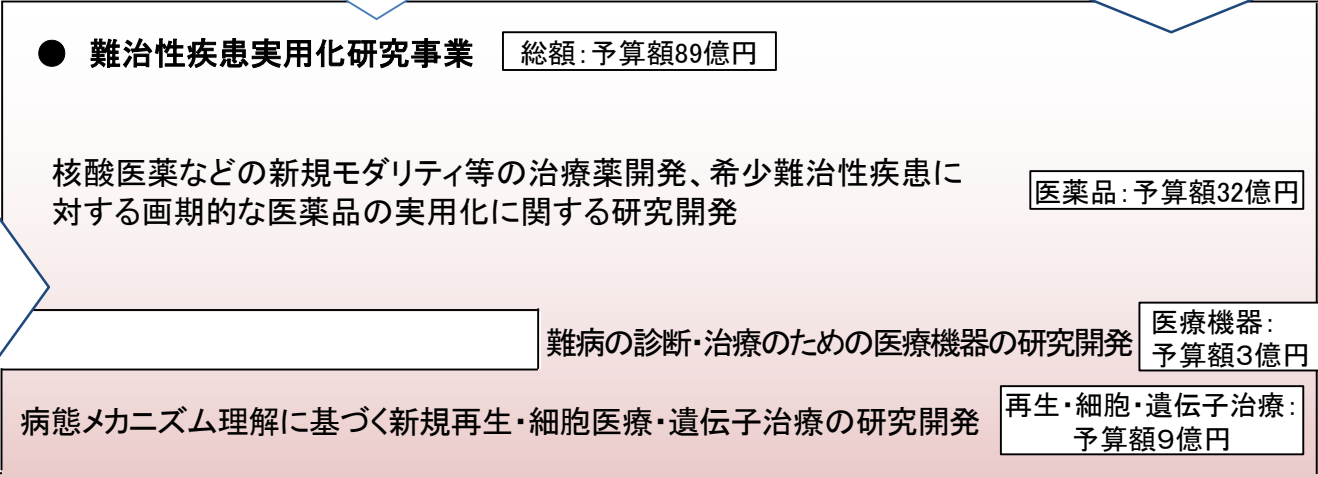 ● 難治性疾患実用化研究事業 総額：予算額89億円
核酸医薬などの新規モダリティ等の治療薬開発、希少難治性疾患に
対する画期的な医薬品の実用化に関する研究開発
医薬品：予算額32億円
難病の診断・治療のための医療機器の研究開発
医療機器：
予算額３億円
病態メカニズム理解に基づく新規再生・細胞医療・遺伝子治療の研究開発
再生・細胞・遺伝子治療：
予算額９億円